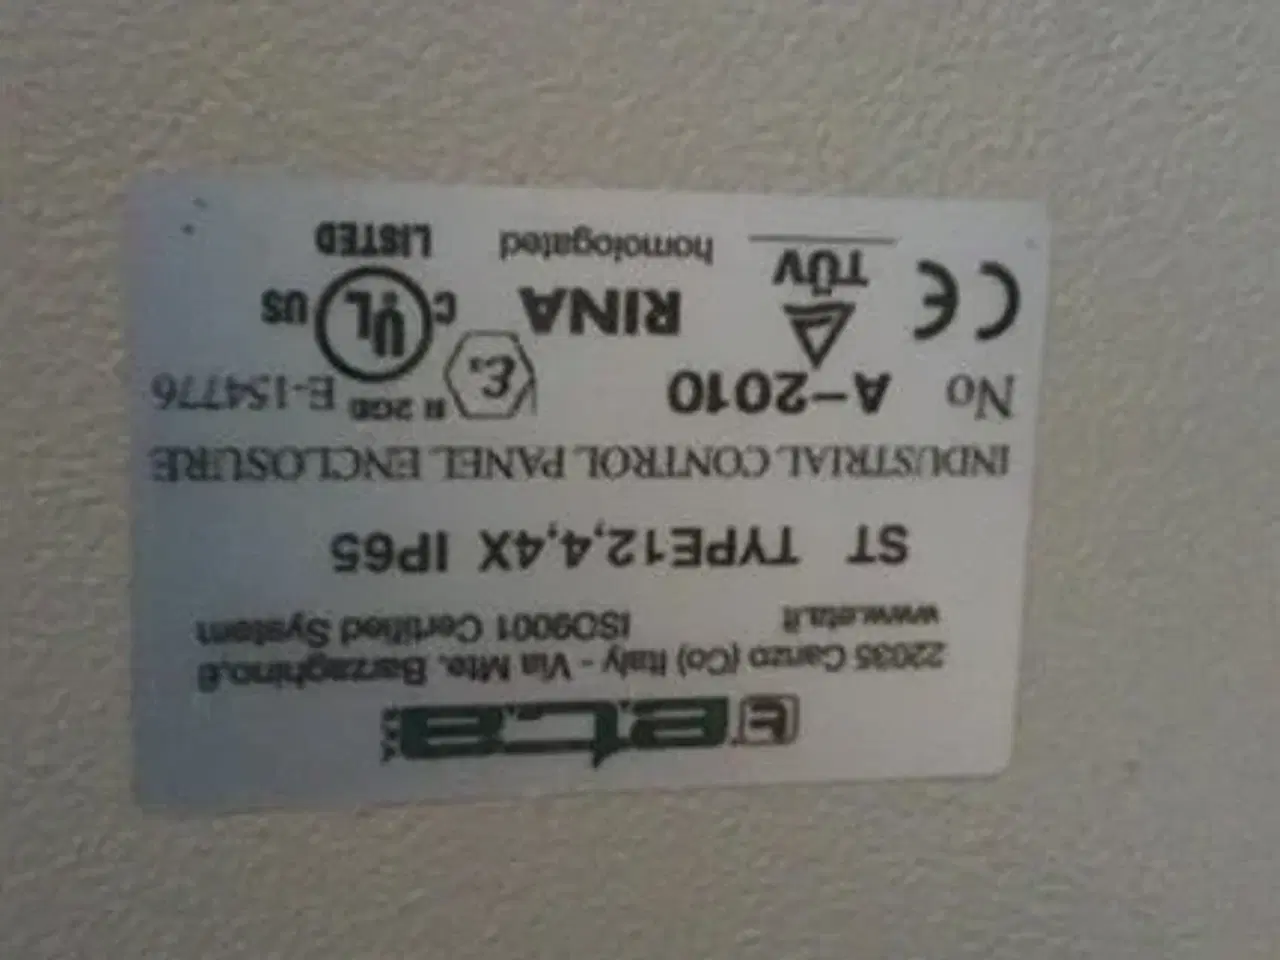 e.t.a
22035 Canzo (Co) Italy - Via Mte. Barzaghino,6
www.eta.it ISO9001 Certified System
ST TYPE12,4,4X IP65
INDUSTRIAL CONTROL PANEL ENCLOSURE
No A-2010 II 2GD E-154776
CE TÜV RINA Ex C UL US
homologated LISTED